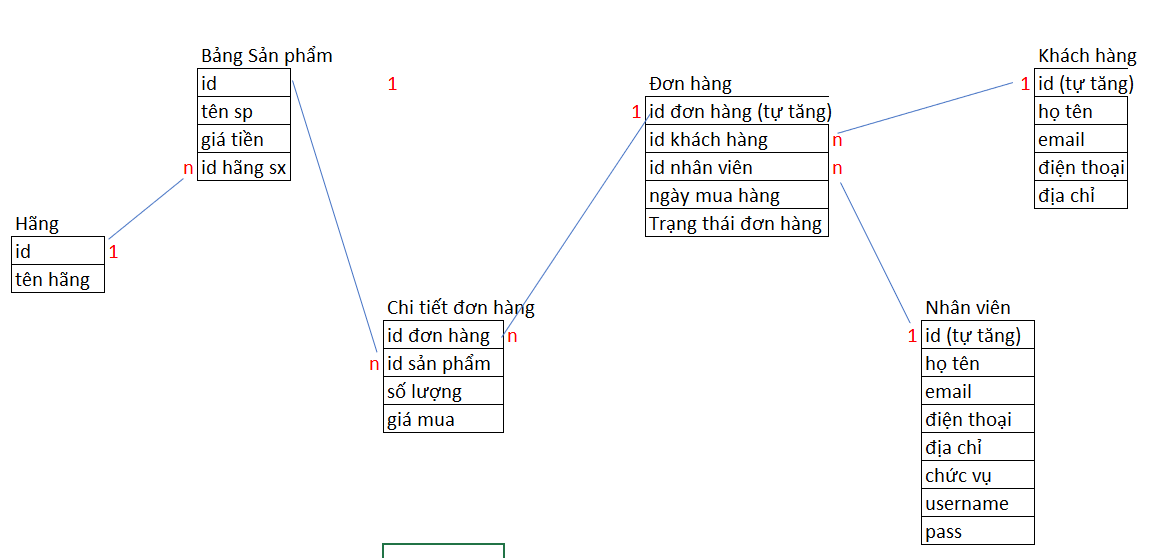 Bảng Sản phẩm
id
tên sp
giá tiền
n id hãng sx
1
Hãng
id 1
tên hãng
Chi tiết đơn hàng
id đơn hàng n
n id sản phẩm
số lượng
giá mua
Đơn hàng
1 id đơn hàng (tự tăng)
id khách hàng n
id nhân viên n
ngày mua hàng
Trạng thái đơn hàng
Khách hàng
1 id (tự tăng)
họ tên
email
điện thoại
địa chỉ
Nhân viên
1 id (tự tăng)
họ tên
email
điện thoại
địa chỉ
chức vụ
username
pass